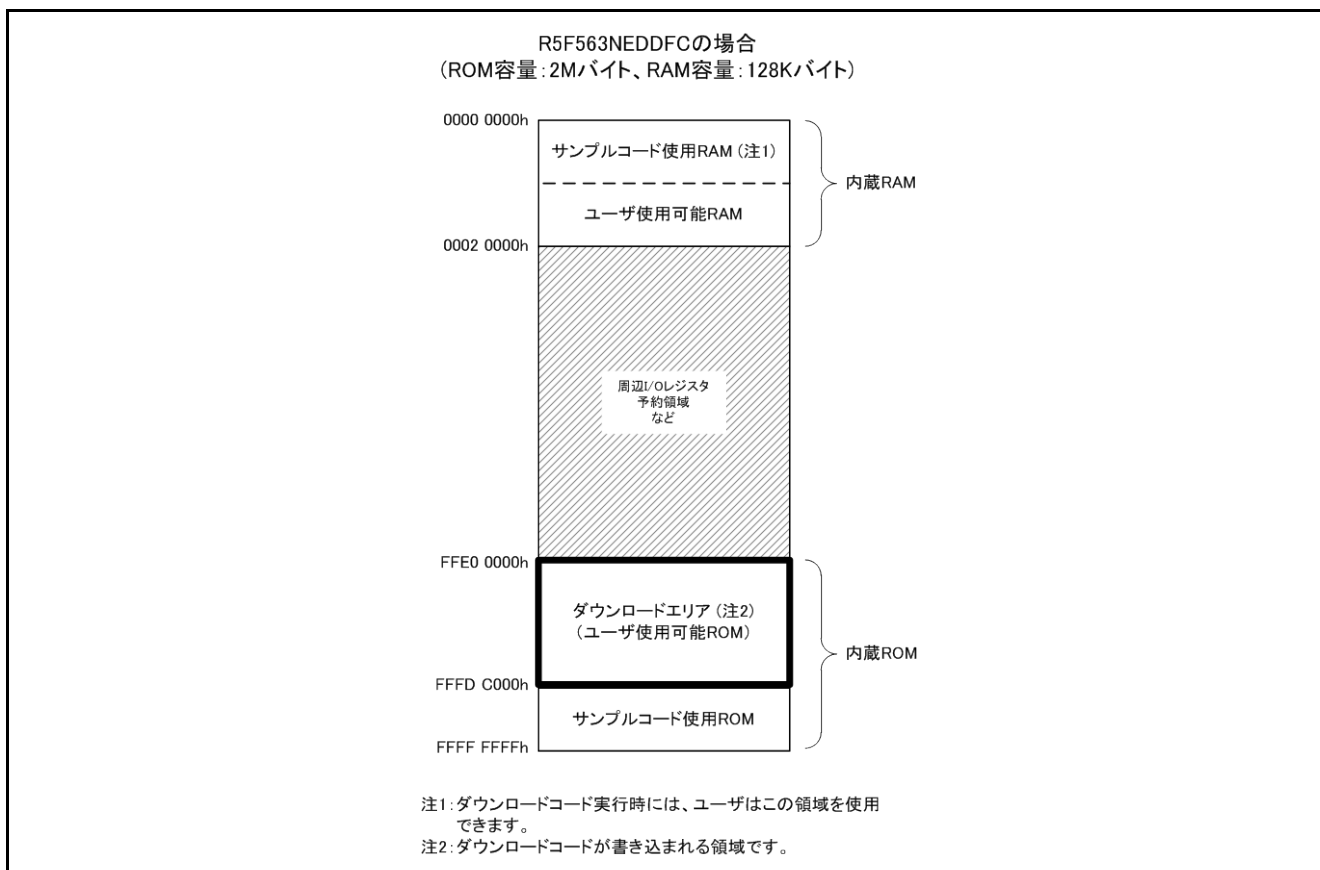 R5F563NEDDFCの場合
(ROM容量:2Mバイト、RAM容量:128Kバイト)
0000 0000h
サンプルコード使用RAM (注1)
内蔵RAM
ユーザ使用可能RAM
0002 0000h
周辺I/Oレジスタ
予約領域
など
FFE0 0000h
ダウンロードエリア (注2)
(ユーザ使用可能ROM)
内蔵ROM
FFFD C000h
サンプルコード使用ROM
FFFF FFFFh
注1:ダウンロードコード実行時には、ユーザはこの領域を使用
できます。
注2:ダウンロードコードが書き込まれる領域です。